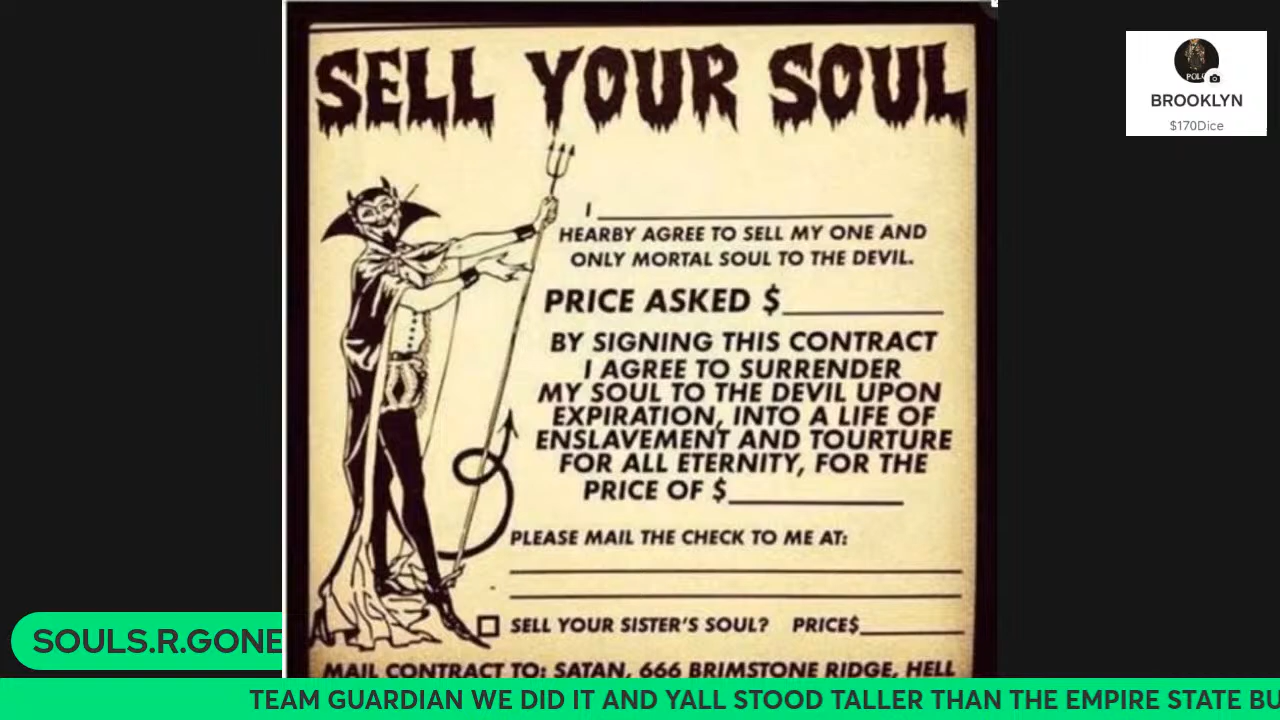 SELL YOUR SOUL
POLO
BROOKLYN
$170Dice
I
HEARBY AGREE TO SELL MY ONE AND
ONLY MORTAL SOUL TO THE DEVIL.
PRICE ASKED $
BY SIGNING THIS CONTRACT
I AGREE TO SURRENDER
MY SOUL TO THE DEVIL UPON
EXPIRATION, INTO A LIFE OF
ENSLAVEMENT AND TOURTURE
FOR ALL ETERNITY, FOR THE
PRICE OF $
PLEASE MAIL THE CHECK TO ME AT:
SELL YOUR SISTER'S SOUL? PRICE$
MAIL CONTRACT TO: SATAN, 666 BRIMSTONE RIDGE, HELL
SOULS.R.GONE
TEAM GUARDIAN WE DID IT AND YALL STOOD TALLER THAN THE EMPIRE STATE BU